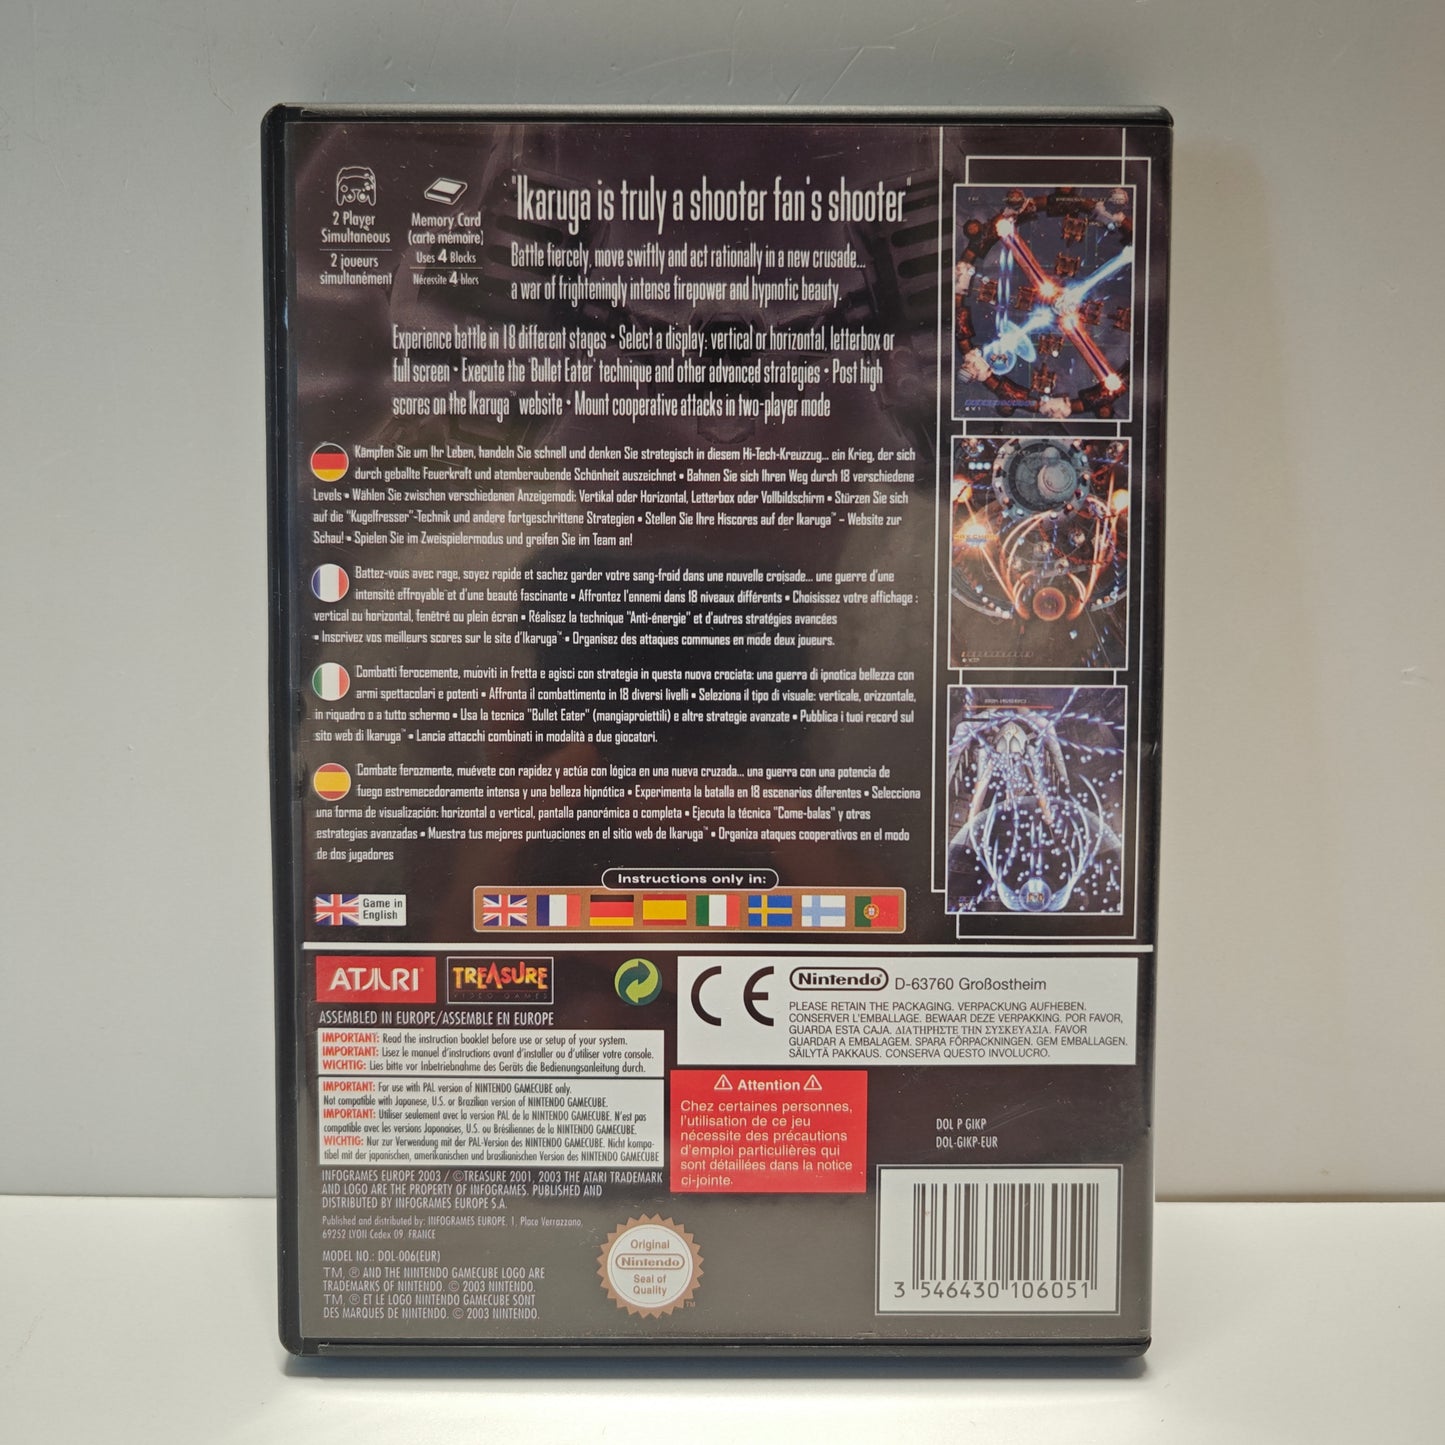 2 Player
Simultaneous
2 joueurs
simultanément
Memory Card
(carte mémoire)
Uses 4 Blocks
Nécessite 4 blocs
"Ikaruga is truly a shooter fan's shooter"
Battle fiercely, move swiftly and act rationally in a new crusade...
a war of frighteningly intense firepower and hypnotic beauty.
Experience battle in 18 different stages • Select a display: vertical or horizontal, letterbox or
full screen • Execute the 'Bullet Eater' technique and other advanced strategies • Post high
scores on the Ikaruga™ website • Mount cooperative attacks in two-player mode
Kämpfen Sie um Ihr Leben, handeln Sie schnell und denken Sie strategisch in diesem Hi-Tech-Kreuzzug... ein Krieg, der sich
durch geballte Feuerkraft und atemberaubende Schönheit auszeichnet • Bahnen Sie sich Ihren Weg durch 18 verschiedene
Levels • Wählen Sie zwischen verschiedenen Anzeigemodi: Vertikal oder Horizontal, Letterbox oder Vollbildschirm • Stürzen Sie sich
auf die "Kugelfresser"-Technik und andere fortgeschrittene Strategien • Stellen Sie Ihre Hiscores auf der Ikaruga™ – Website zur
Schau! • Spielen Sie im Zweispielermodus und greifen Sie im Team an!
Battez-vous avec rage, soyez rapide et sachez garder votre sang-froid dans une nouvelle croisade... une guerre d'une
intensité effroyable et d'une beauté fascinante • Affrontez l'ennemi dans 18 niveaux différents • Choisissez votre affichage :
vertical ou horizontal, fenêtré ou plein écran • Réalisez la technique "Anti-énergie" et d'autres stratégies avancées
• Inscrivez vos meilleurs scores sur le site d'Ikaruga™ • Organisez des attaques communes en mode deux joueurs.
Combatti ferocemente, muoviti in fretta e agisci con strategia in questa nuova crociata: una guerra di ipnotica bellezza con
armi spettacolari e potenti • Affronta il combattimento in 18 diversi livelli • Seleziona il tipo di visuale: verticale, orizzontale,
in riquadro o a tutto schermo • Usa la tecnica "Bullet Eater" (mangiaproiettili) e altre strategie avanzate • Pubblica i tuoi record sul
sito web di Ikaruga™ • Lancia attacchi combinati in modalità a due giocatori.
Combate ferozmente, muévete con rapidez y actúa con lógica en una nueva cruzada... una guerra con una potencia de
fuego estremecedoramente intensa y una belleza hipnótica • Experimenta la batalla en 18 escenarios diferentes • Selecciona
una forma de visualización: horizontal o vertical, pantalla panorámica o completa • Ejecuta la técnica "Come-balas" y otras
estrategias avanzadas • Muestra tus mejores puntuaciones en el sitio web de Ikaruga™ • Organiza ataques cooperativos en el modo
de dos jugadores
Instructions only in:
Game in
English
ATARI
TREASURE
VIDEO GAMES
ASSEMBLED IN EUROPE/ASSEMBLE EN EUROPE
IMPORTANT: Read the instruction booklet before use or setup of your system.
IMPORTANT: Lisez le manuel d'instructions avant d'installer ou d'utiliser votre console.
WICHTIG: Lies bitte vor Inbetriebnahme des Geräts die Bedienungsanleitung durch.
IMPORTANT: For use with PAL version of NINTENDO GAMECUBE only.
Not compatible with Japanese, U.S. or Brazilian version of NINTENDO GAMECUBE.
IMPORTANT: Utiliser seulement avec la version PAL de la NINTENDO GAMECUBE. N'est pas
compatible avec les versions Japonaises, U.S. ou Brésiliennes de la NINTENDO GAMECUBE.
WICHTIG: Nur zur Verwendung mit der PAL-Version des NINTENDO GAMECUBE. Nicht kompa-
tibel mit der japanischen, amerikanischen und brasilianischen Version des NINTENDO GAMECUBE
INFOGRAMES EUROPE 2003 / ©TREASURE 2001, 2003 THE ATARI TRADEMARK
AND LOGO ARE THE PROPERTY OF INFOGRAMES. PUBLISHED AND
DISTRIBUTED BY INFOGRAMES EUROPE S.A.
Published and distributed by: INFOGRAMES EUROPE. 1, Place Verrazzano,
69252 LYON Cedex 09. FRANCE
MODEL NO.: DOL-006(EUR)
TM, ® AND THE NINTENDO GAMECUBE LOGO ARE
TRADEMARKS OF NINTENDO. © 2003 NINTENDO.
TM, ® ET LE LOGO NINTENDO GAMECUBE SONT
DES MARQUES DE NINTENDO. © 2003 NINTENDO.
CE
Nintendo® D-63760 Großostheim
PLEASE RETAIN THE PACKAGING. VERPACKUNG AUFHEBEN.
CONSERVER L'EMBALLAGE. BEWAAR DEZE VERPAKKING. POR FAVOR,
GUARDA ESTA CAJA. ΔΙΑΤΗΡΗΣΤΕ ΤΗΝ ΣΥΣΚΕΥΑΣΙΑ. FAVOR
GUARDAR A EMBALAGEM. SPARA FÖRPACKNINGEN. GEM EMBALLAGEN.
SÄILYTÄ PAKKAUS. CONSERVA QUESTO INVOLUCRO.
Attention
Chez certaines personnes,
l'utilisation de ce jeu
nécessite des précautions
d'emploi particulières qui
sont détaillées dans la notice
ci-jointe.
DOL P GIKP
DOL-GIKP-EUR
Original
Nintendo
Seal of
Quality
TM
3 546430 106051